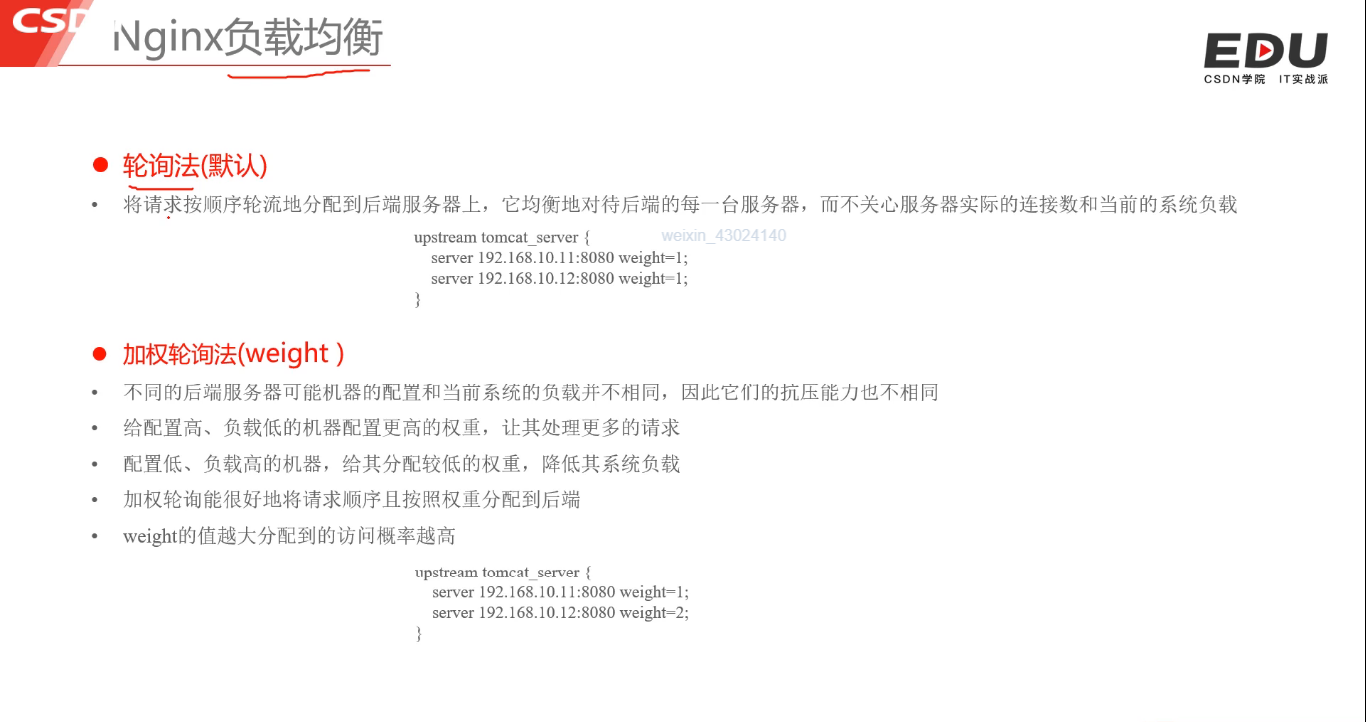 CSD
Nginx负载均衡
EDU
CSDN学院 IT实战派
轮询法(默认)
将请求按顺序轮流地分配到后端服务器上，它均衡地对待后端的每一台服务器，而不关心服务器实际的连接数和当前的系统负载
weixin_43024140
upstream tomcat_server {
server 192.168.10.11:8080 weight=1;
server 192.168.10.12:8080 weight=1;
}
加权轮询法(weight )
不同的后端服务器可能机器的配置和当前系统的负载并不相同，因此它们的抗压能力也不相同
给配置高、负载低的机器配置更高的权重，让其处理更多的请求
配置低、负载高的机器，给其分配较低的权重，降低其系统负载
加权轮询能很好地将请求顺序且按照权重分配到后端
weight的值越大分配到的访问概率越高
upstream tomcat_server {
server 192.168.10.11:8080 weight=1;
server 192.168.10.12:8080 weight=2;
}